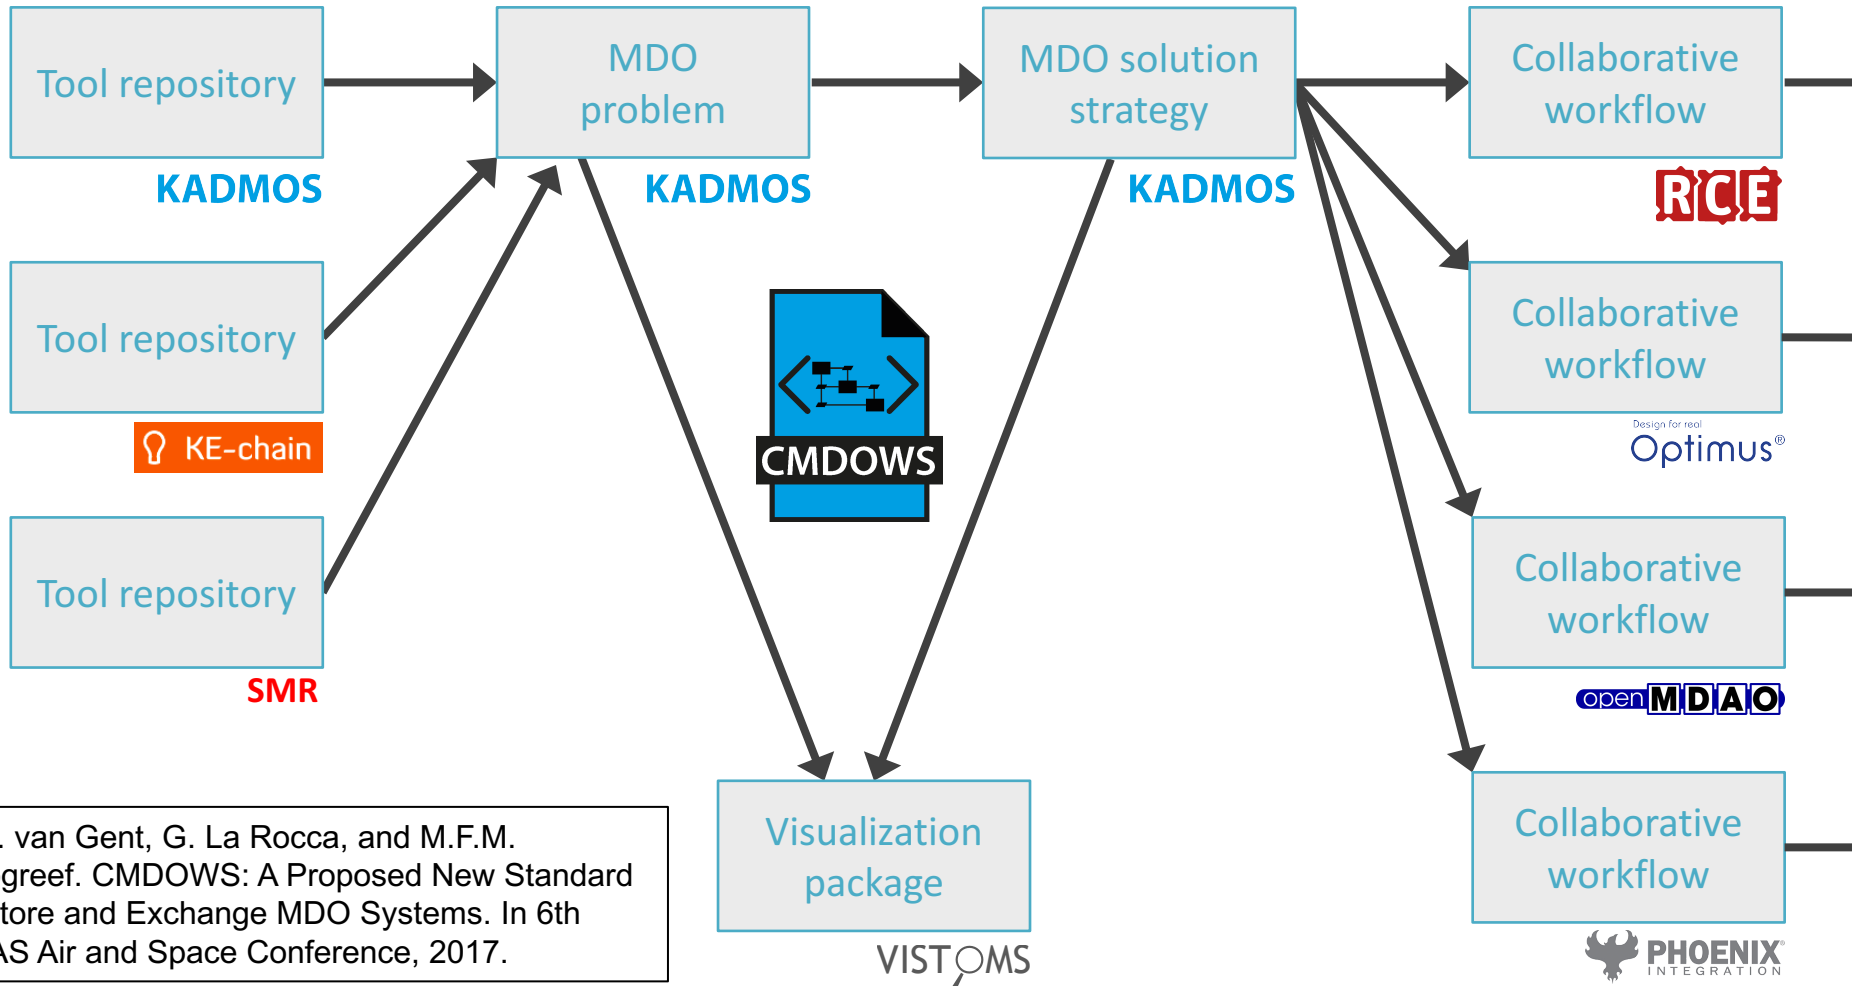 Tool repository
KADMOS
MDO
problem
KADMOS
MDO solution
strategy
KADMOS
Collaborative
workflow
RCE
Tool repository
KE-chain
Collaborative
workflow
Design for real
Optimus®
CMDOWS
Tool repository
SMR
Collaborative
workflow
open MDAO
Visualization
package
VISTOMS
Collaborative
workflow
PHOENIX
INTEGRATION
. van Gent, G. La Rocca, and M.F.M.
greef. CMDOWS: A Proposed New Standard
tore and Exchange MDO Systems. In 6th
AS Air and Space Conference, 2017.